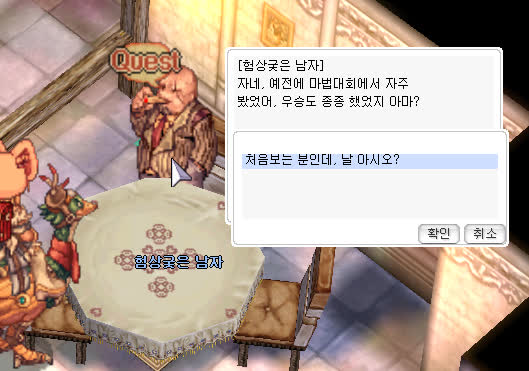 Quest
[험상궂은 남자]
자네, 예전에 마법대회에서 자주
봤었어, 우승도 종종 했었지 아마?
처음보는 분인데, 날 아시오?
확인 취소
험상궂은 남자